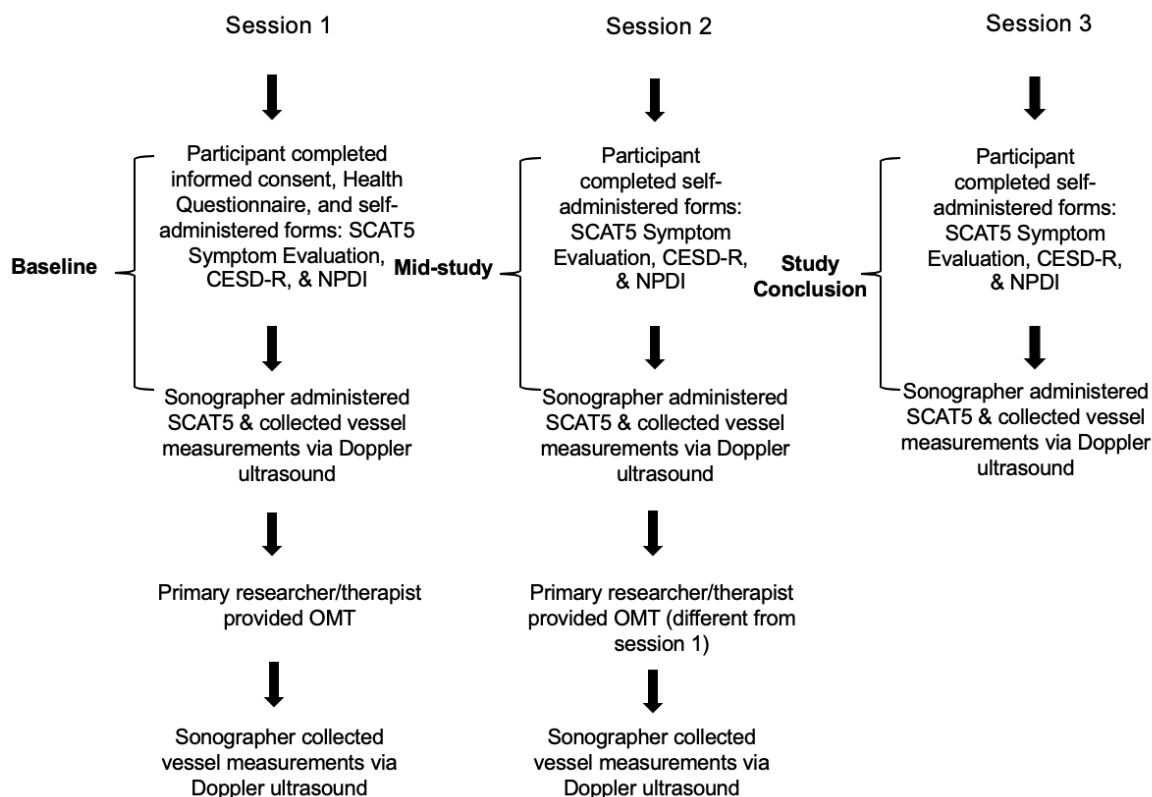 Session 1
Participant completed
informed consent, Health
Questionnaire, and self-
administered forms: SCAT5
Symptom Evaluation,
CESD-R, & NPDI
Baseline
Sonographer administered
SCAT5 & collected vessel
measurements via Doppler
ultrasound
Primary researcher/therapist
provided OMT
Sonographer collected
vessel measurements via
Doppler ultrasound
Session 2
Participant
completed self-
administered forms:
SCAT5 Symptom
Evaluation, CESD-R,
& NPDI
Mid-study
Sonographer administered
SCAT5 & collected vessel
measurements via Doppler
ultrasound
Primary researcher/therapist
provided OMT (different from
session 1)
Sonographer collected
vessel measurements via
Doppler ultrasound
Session 3
Participant
completed self-
administered forms:
SCAT5 Symptom
Evaluation, CESD-R,
& NPDI
Study
Conclusion
Sonographer administered
SCAT5 & collected vessel
measurements via Doppler
ultrasound